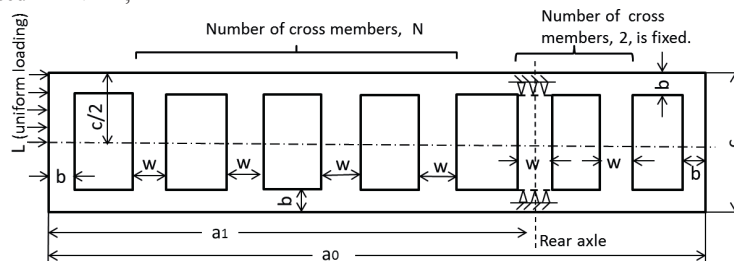 Number of cross members, N
Number of cross
members, 2, is fixed.
L (uniform loading)
c/2
b
w
w
w
w
w
w
b
b
b
a1
Rear axle
a0